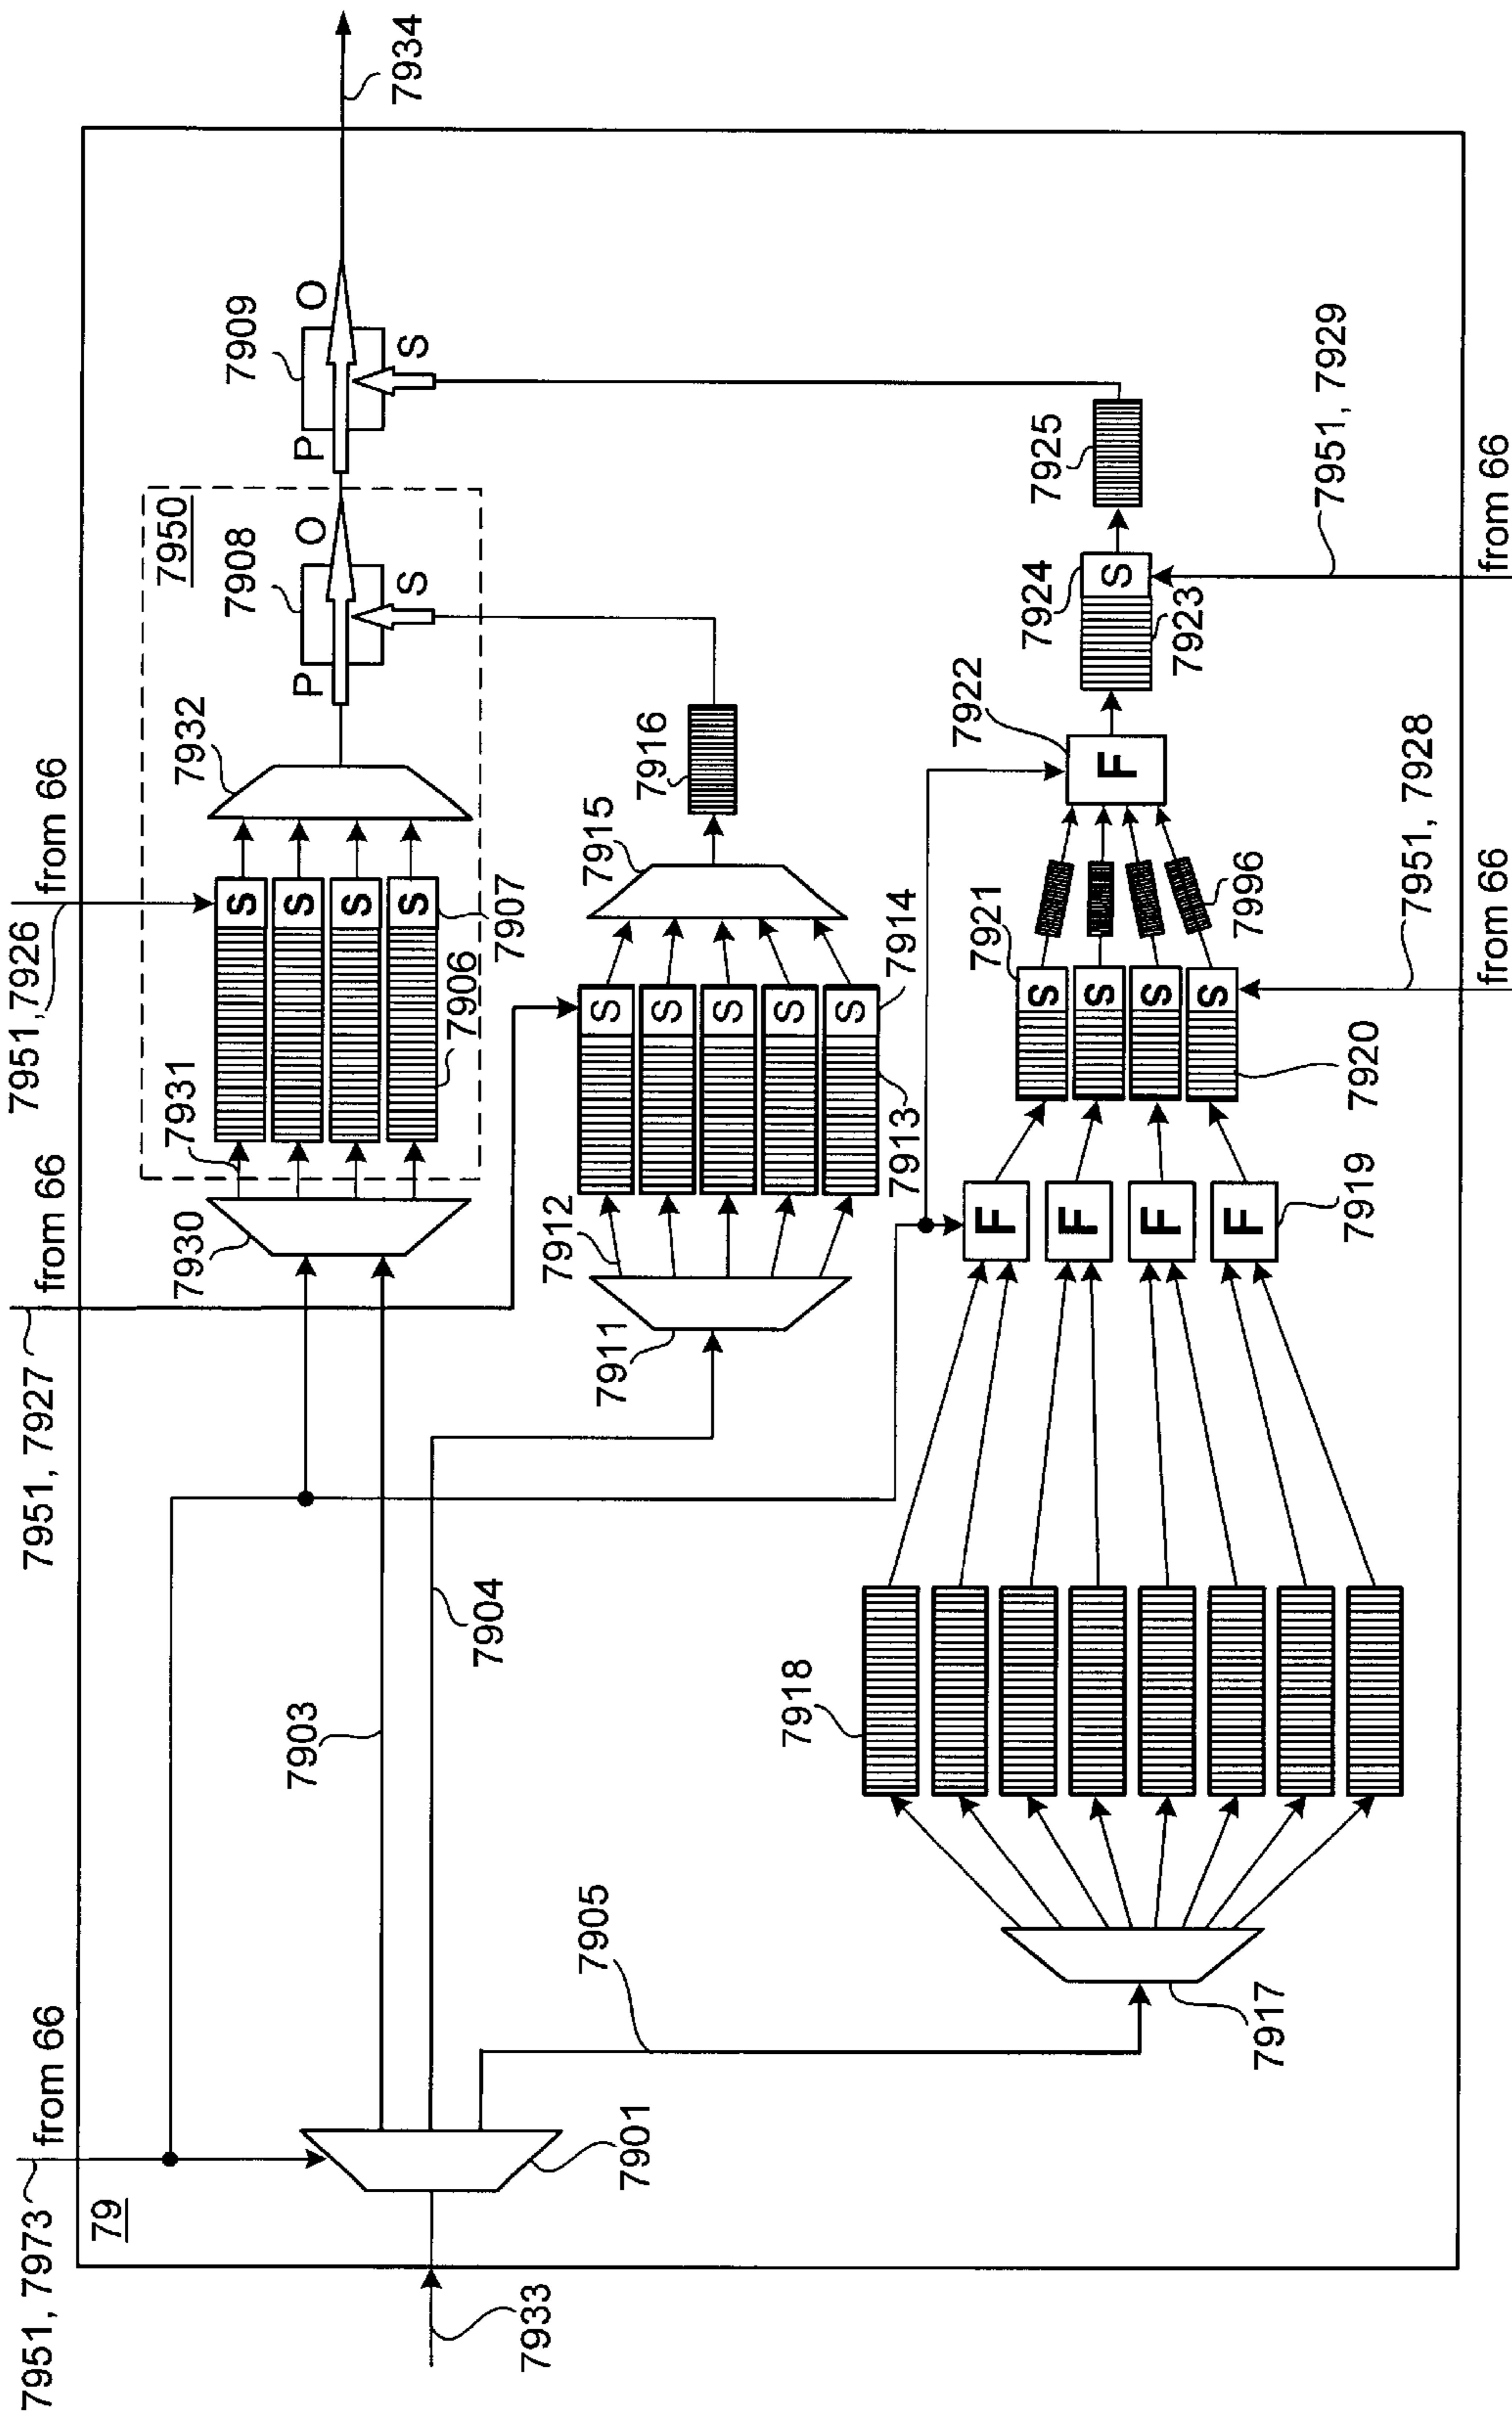 7951, 7973
from 66
7951, 7927
from 66
7951,7926
from 66
79
7933
7901
7903
7904
7905
7930
7931
7906
7907
S
S
S
S
7932
7950
7908
P
O
S
7909
P
O
S
7934
7911
7912
7913
7914
S
S
S
S
S
7915
7916
7917
7918
F
F
F
F
7919
7920
7921
S
S
S
S
7996
7922
F
7923
7924
S
7925
7951, 7928
from 66
7951, 7929
from 66